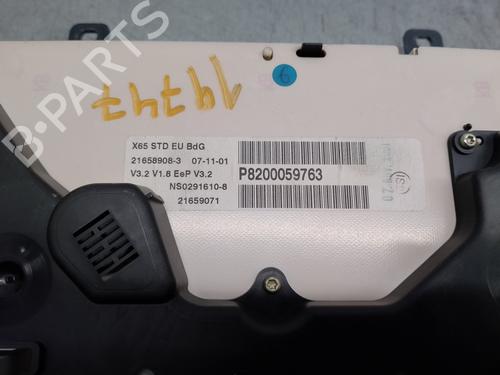 B-PARTS
6
19747
X65 STD EU BdG
21658908-3 07-11-01
V3.2 V1.8 EeP V3.2
NS0291610-8
21659071
P8200059763